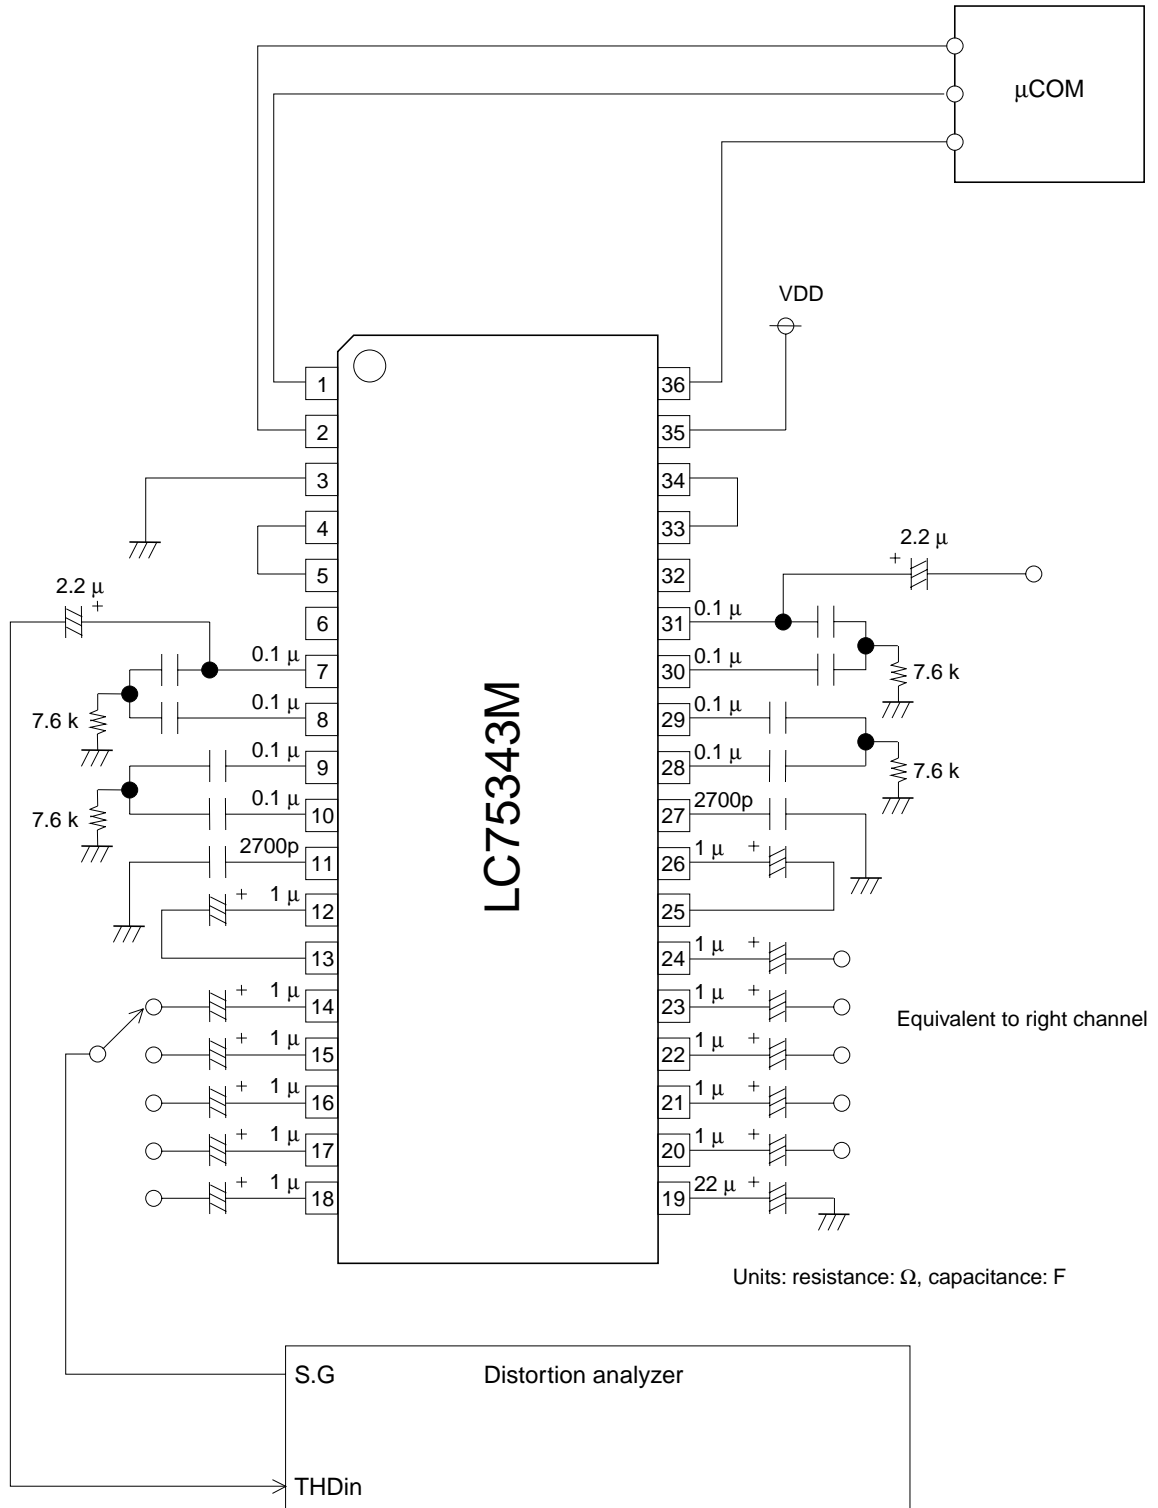 μCOM
VDD
1
36
2
35
3
34
4
33
2.2 μ
+
5
32
2.2 μ
+
6
31
0.1 μ
0.1 μ
7
30
0.1 μ
7.6 k
7.6 k
0.1 μ
8
29
0.1 μ
0.1 μ
9
28
0.1 μ
7.6 k
7.6 k
0.1 μ
10
27
2700p
2700p
11
26
1 μ
+
+
1 μ
12
25
13
24
1 μ
+
+
1 μ
14
23
1 μ
+
Equivalent to right channel
+
1 μ
15
22
1 μ
+
+
1 μ
16
21
1 μ
+
+
1 μ
17
20
1 μ
+
+
1 μ
18
19
22 μ
+
LC75343M
Units: resistance: Ω, capacitance: F
S.G
Distortion analyzer
THDin